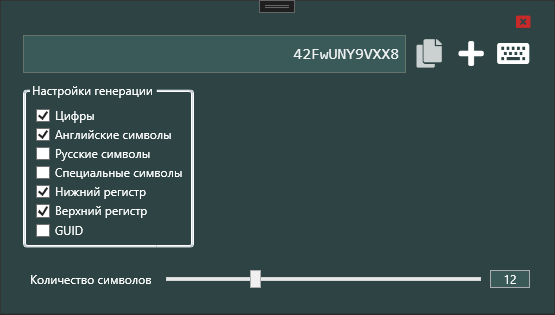 42FwUNY9VXX8
Настройки генерации
Цифры
Английские символы
Русские символы
Специальные символы
Нижний регистр
Верхний регистр
GUID
Количество символов
12